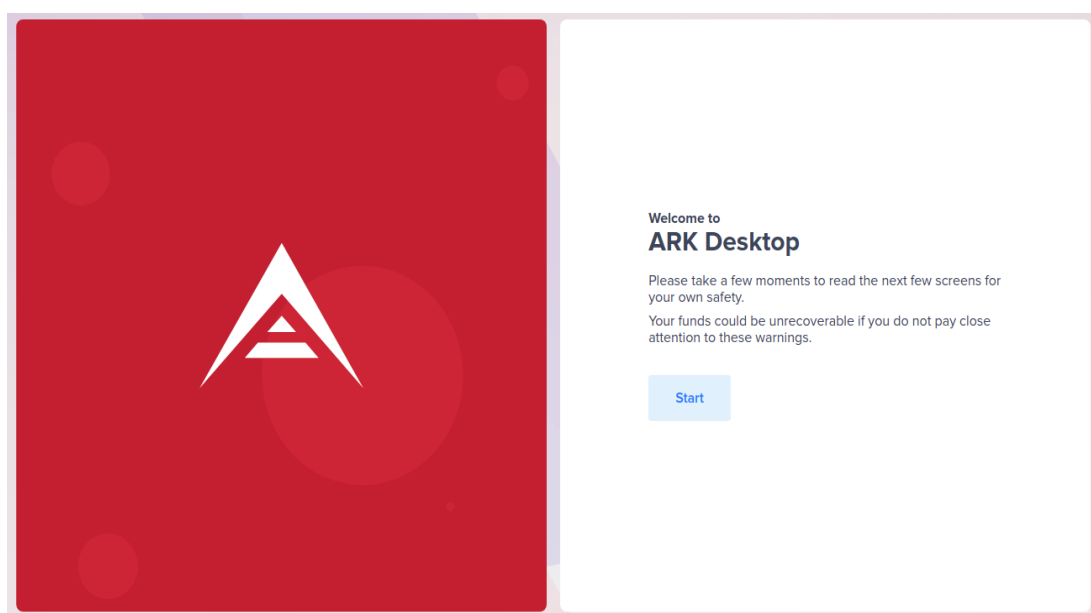 Welcome to
ARK Desktop
Please take a few moments to read the next few screens for
your own safety.
Your funds could be unrecoverable if you do not pay close
attention to these warnings.
Start